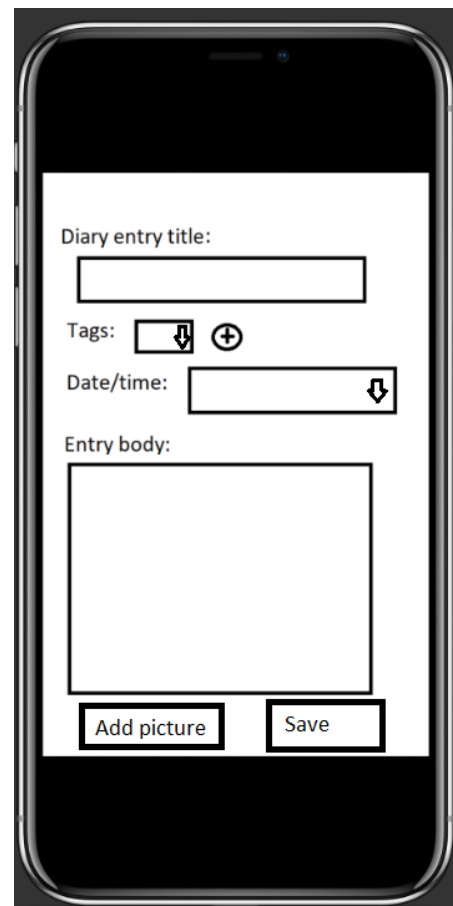 Diary entry title:
Tags:
Date/time:
Entry body:
Add picture
Save